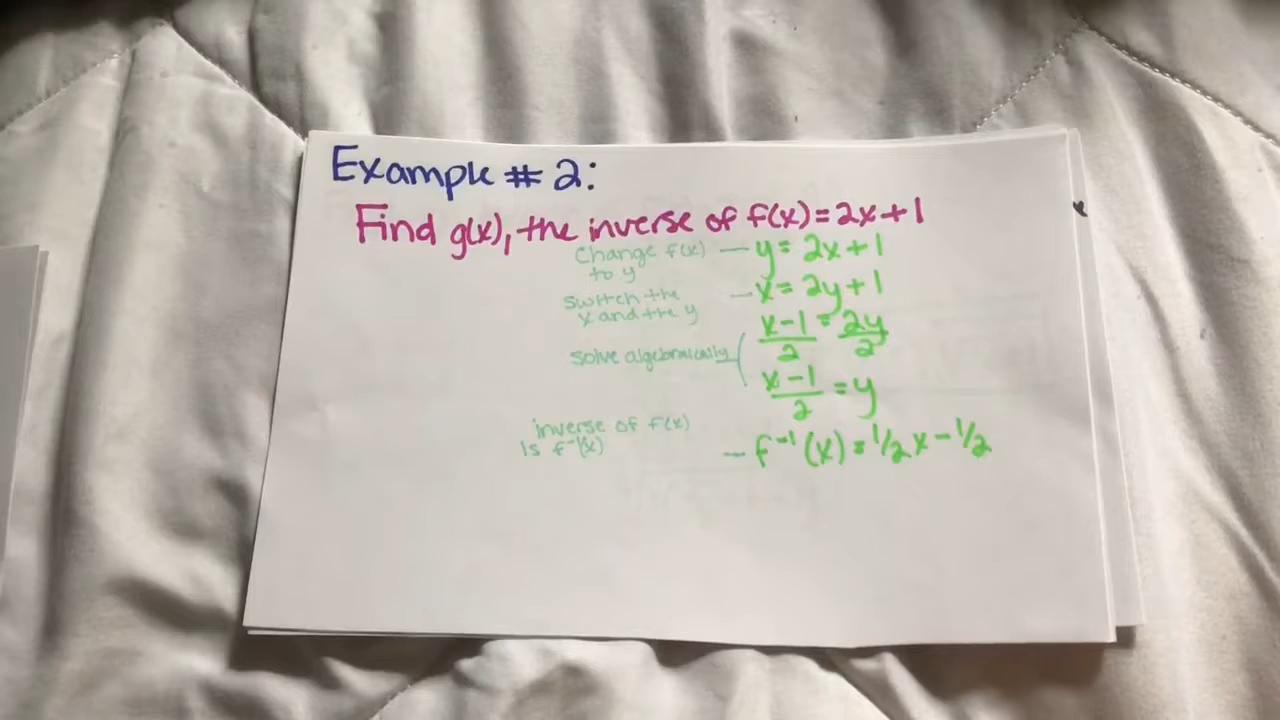 Example # 2:
Find g(x), the inverse of f(x)=2x+1
Change f(x) — y = 2x+1
to y
switch the — x = 2y+1
x and the y
x-1/2 = 2y/2
solve algebraically
x-1/2 = y
inverse of f(x)
is f⁻¹(x) — f⁻¹(x) = 1/2x - 1/2